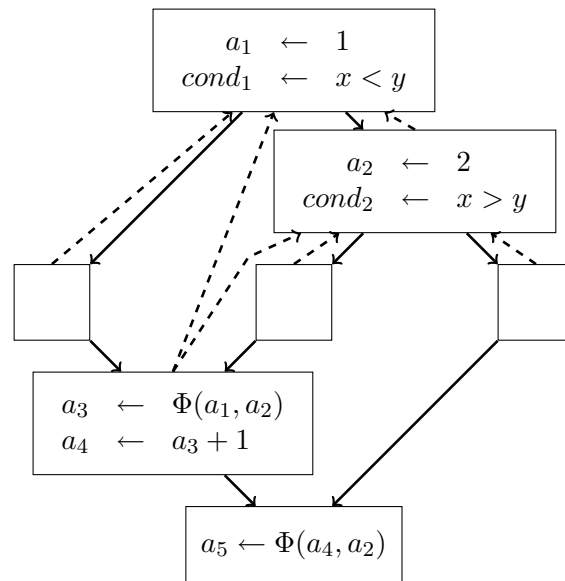 a₁ ← 1
cond₁ ← x < y
a₂ ← 2
cond₂ ← x > y
a₃ ← Φ(a₁, a₂)
a₄ ← a₃ + 1
a₅ ← Φ(a₄, a₂)